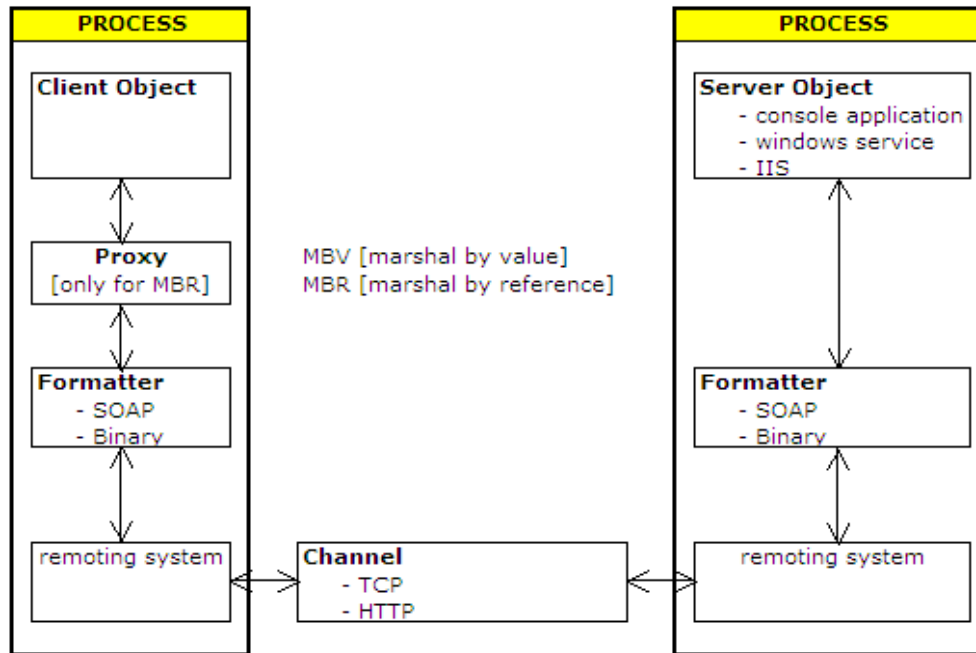 PROCESS
Client Object
Proxy
[only for MBR]
Formatter
- SOAP
- Binary
remoting system
MBV [marshal by value]
MBR [marshal by reference]
Channel
- TCP
- HTTP
PROCESS
Server Object
- console application
- windows service
- IIS
Formatter
- SOAP
- Binary
remoting system